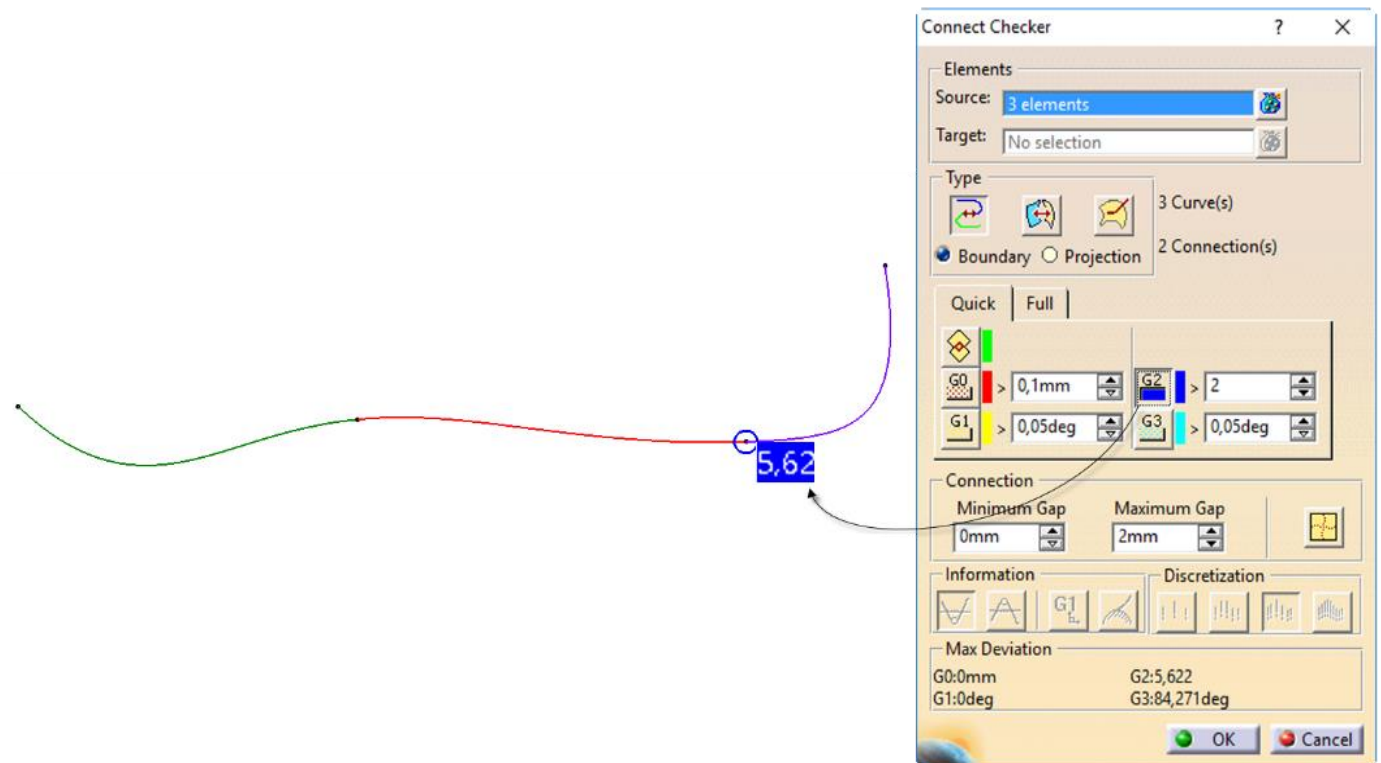 Connect Checker ? X
Elements
Source: 3 elements
Target: No selection
Type
3 Curve(s)
Boundary Projection 2 Connection(s)
Quick Full
G0 > 0,1mm G2 > 2
G1 > 0,05deg G3 > 0,05deg
5,62
Connection
Minimum Gap Maximum Gap
0mm 2mm
Information Discretization
G1
Max Deviation
G0:0mm G2:5,622
G1:0deg G3:84,271deg
OK Cancel